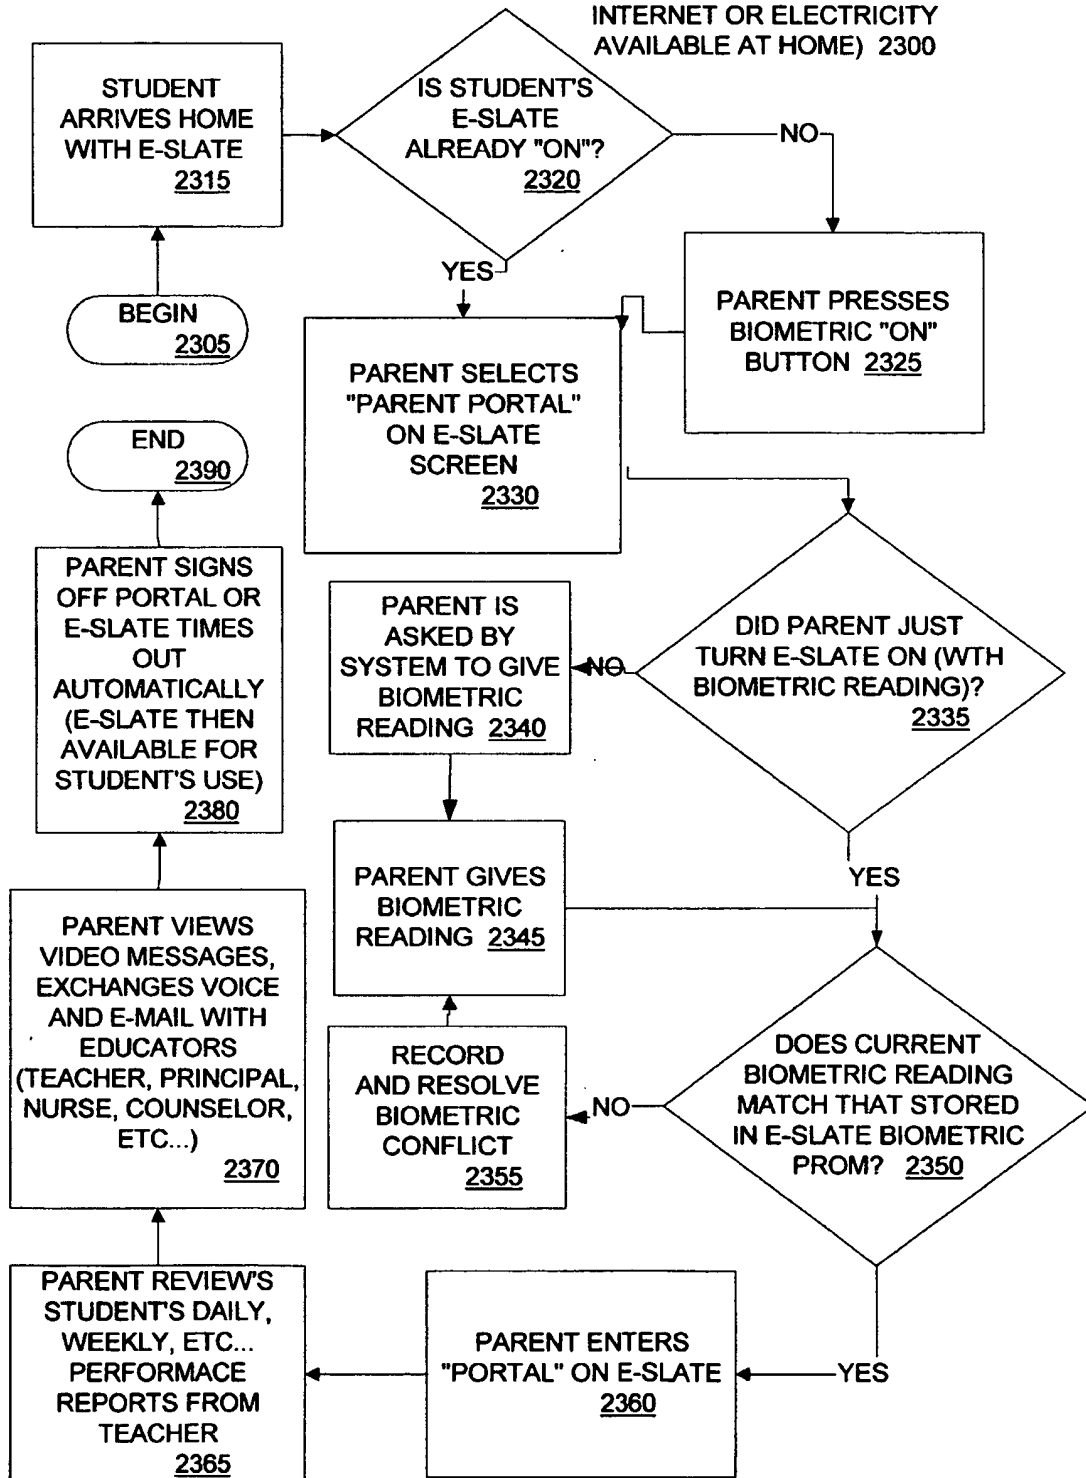 INTERNET OR ELECTRICITY
AVAILABLE AT HOME) 2300
STUDENT
ARRIVES HOME
WITH E-SLATE
2315
IS STUDENT'S
E-SLATE
ALREADY "ON"?
2320
NO
YES
BEGIN
2305
PARENT PRESSES
BIOMETRIC "ON"
BUTTON 2325
PARENT SELECTS
"PARENT PORTAL"
ON E-SLATE
SCREEN
2330
END
2390
PARENT SIGNS
OFF PORTAL OR
E-SLATE TIMES
OUT
AUTOMATICALLY
(E-SLATE THEN
AVAILABLE FOR
STUDENT'S USE)
2380
PARENT IS
ASKED BY
SYSTEM TO GIVE
BIOMETRIC
READING 2340
NO
DID PARENT JUST
TURN E-SLATE ON (WTH
BIOMETRIC READING)?
2335
YES
PARENT GIVES
BIOMETRIC
READING 2345
PARENT VIEWS
VIDEO MESSAGES,
EXCHANGES VOICE
AND E-MAIL WITH
EDUCATORS
(TEACHER, PRINCIPAL,
NURSE, COUNSELOR,
ETC...)
2370
RECORD
AND RESOLVE
BIOMETRIC
CONFLICT
2355
NO
DOES CURRENT
BIOMETRIC READING
MATCH THAT STORED
IN E-SLATE BIOMETRIC
PROM? 2350
YES
PARENT REVIEW'S
STUDENT'S DAILY,
WEEKLY, ETC...
PERFORMACE
REPORTS FROM
TEACHER
2365
PARENT ENTERS
"PORTAL" ON E-SLATE
2360